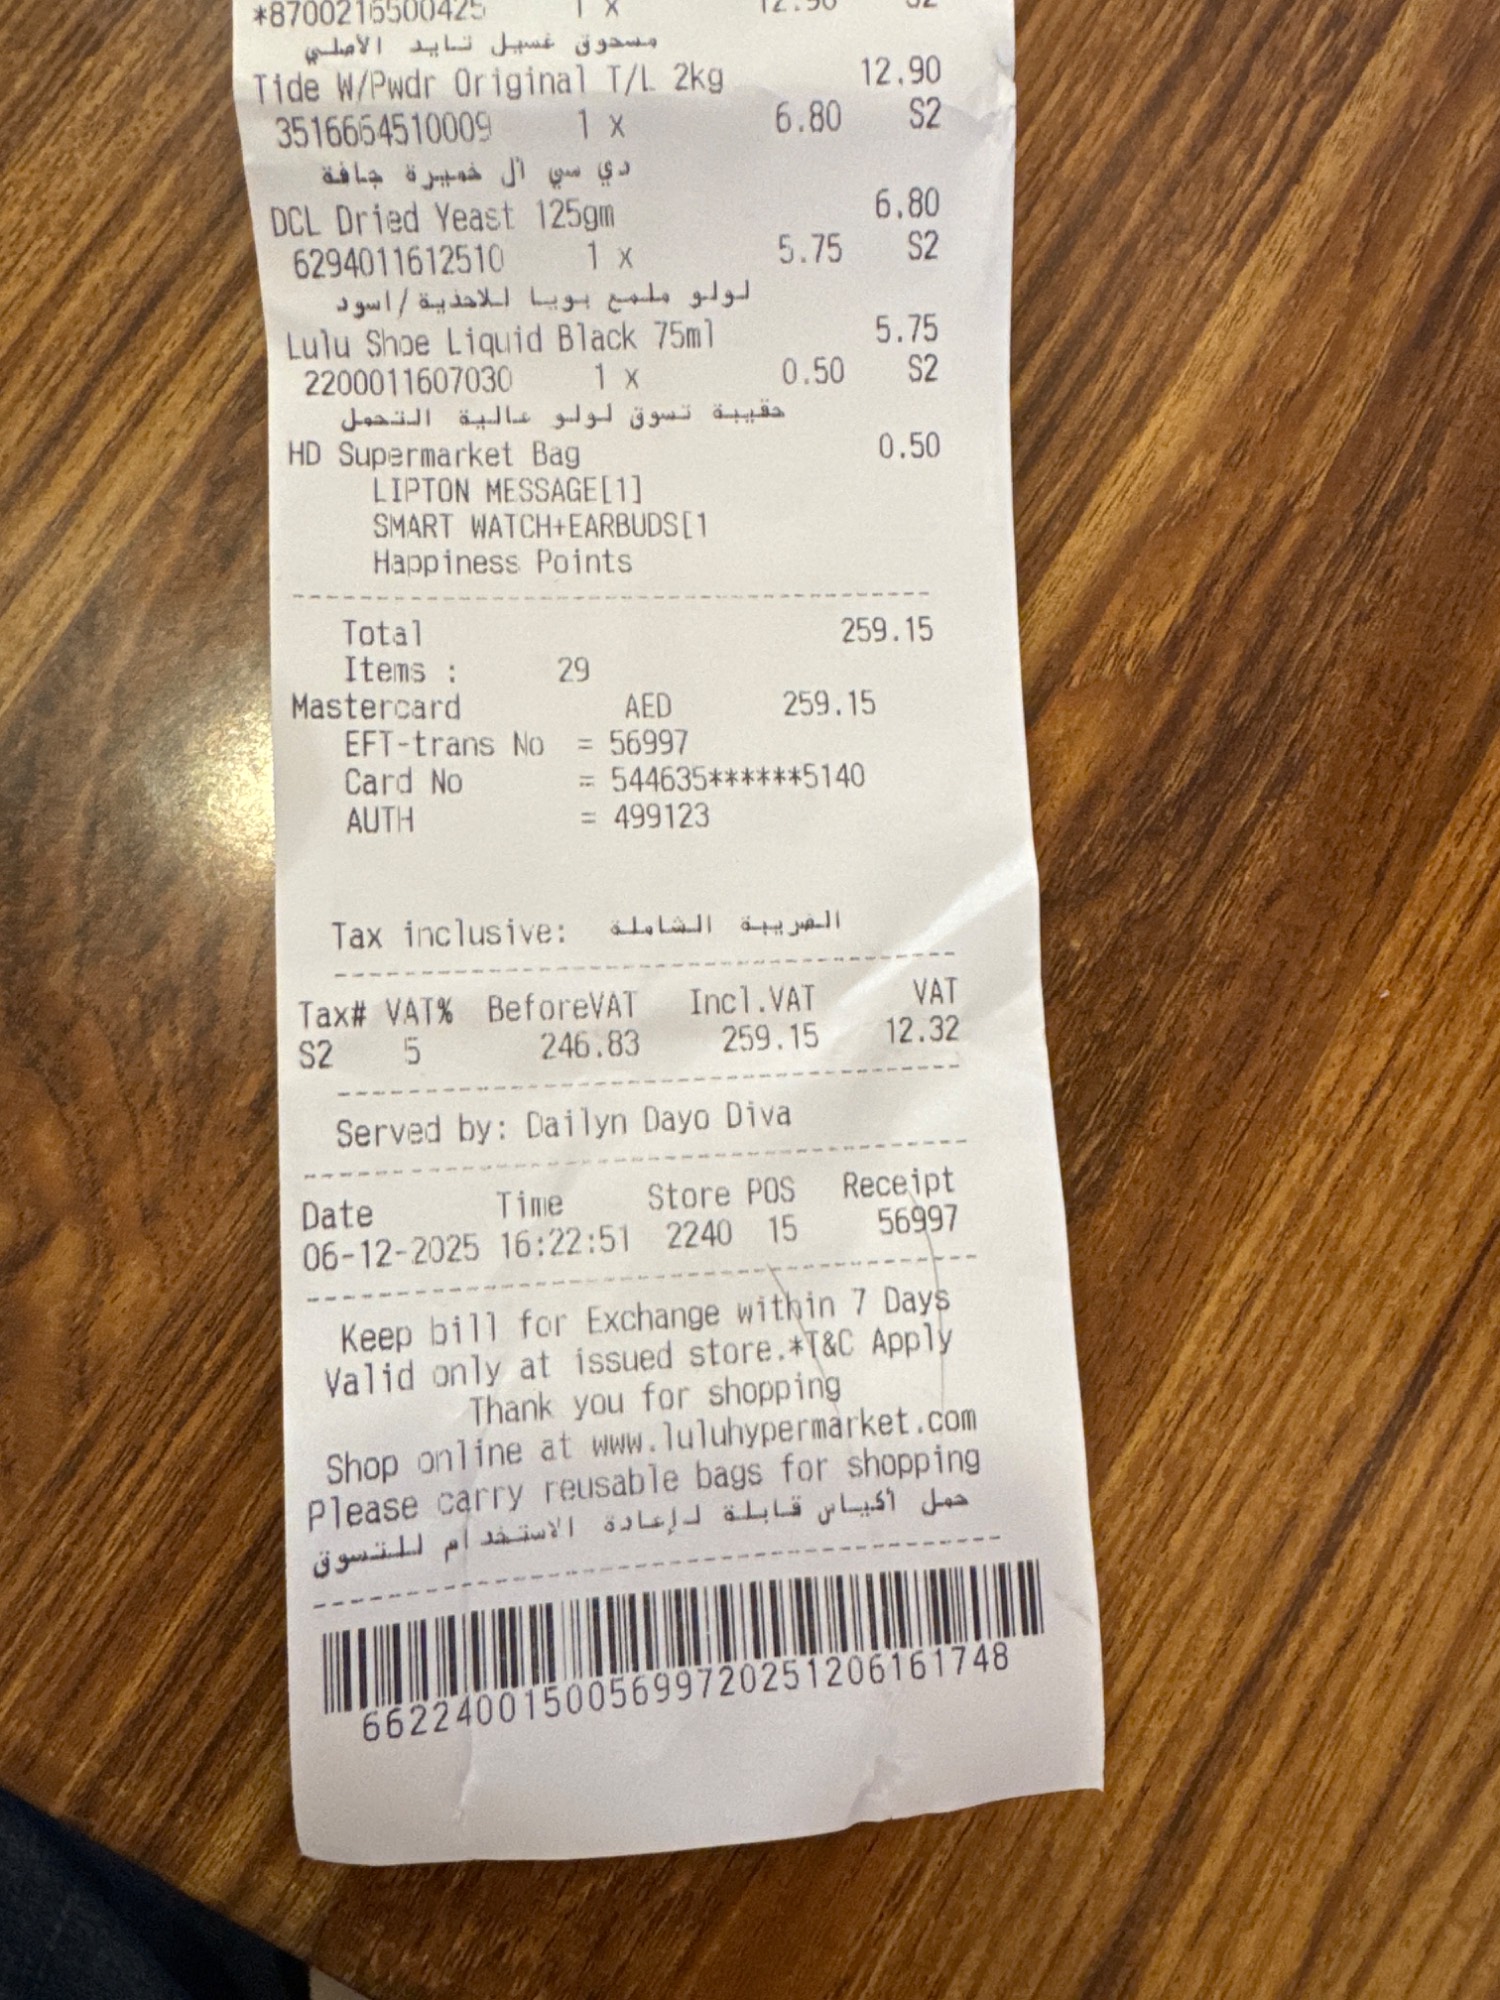 *8700216500425 1 x 12.90 S2
مسحوق غسيل تايد الاصلي
Tide W/Pwdr Original T/L 2kg 12.90
3516664510009 1 x 6.80 S2
دي سي ال خميرة جافة
DCL Dried Yeast 125gm 6.80
6294011612510 1 x 5.75 S2
لولو ملمع بويا للاحذية/اسود
Lulu Shoe Liquid Black 75ml 5.75
2200011607030 1 x 0.50 S2
حقيبة تسوق لولو عالية التحمل
HD Supermarket Bag 0.50
LIPTON MESSAGE[1]
SMART WATCH+EARBUDS[1
Happiness Points
Total 259.15
Items : 29
Mastercard AED 259.15
EFT-trans No = 56997
Card No = 544635******5140
AUTH = 499123
Tax inclusive: الضريبة الشاملة
Tax# VAT% BeforeVAT Incl.VAT VAT
S2 5 246.83 259.15 12.32
Served by: Dailyn Dayo Diva
Date Time Store POS Receipt
06-12-2025 16:22:51 2240 15 56997
Keep bill for Exchange within 7 Days
Valid only at issued store.*T&C Apply
Thank you for shopping
Shop online at www.luluhypermarket.com
Please carry reusable bags for shopping
حمل أكياس قابلة لإعادة الاستخدام للتسوق
662240015005699720251206161748